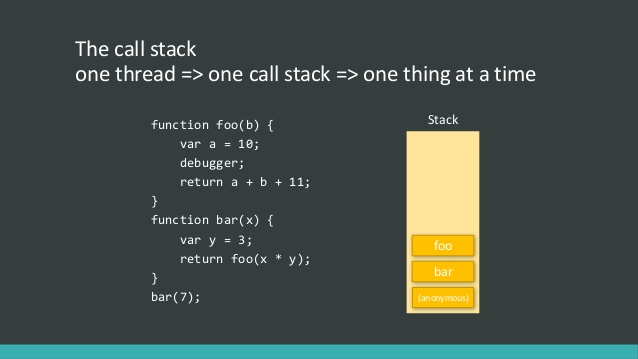 The call stack
one thread => one call stack => one thing at a time
Stack
function foo(b) {
    var a = 10;
    debugger;
    return a + b + 11;
}
function bar(x) {
    var y = 3;
    return foo(x * y);
}
bar(7);
foo
bar
(anonymous)